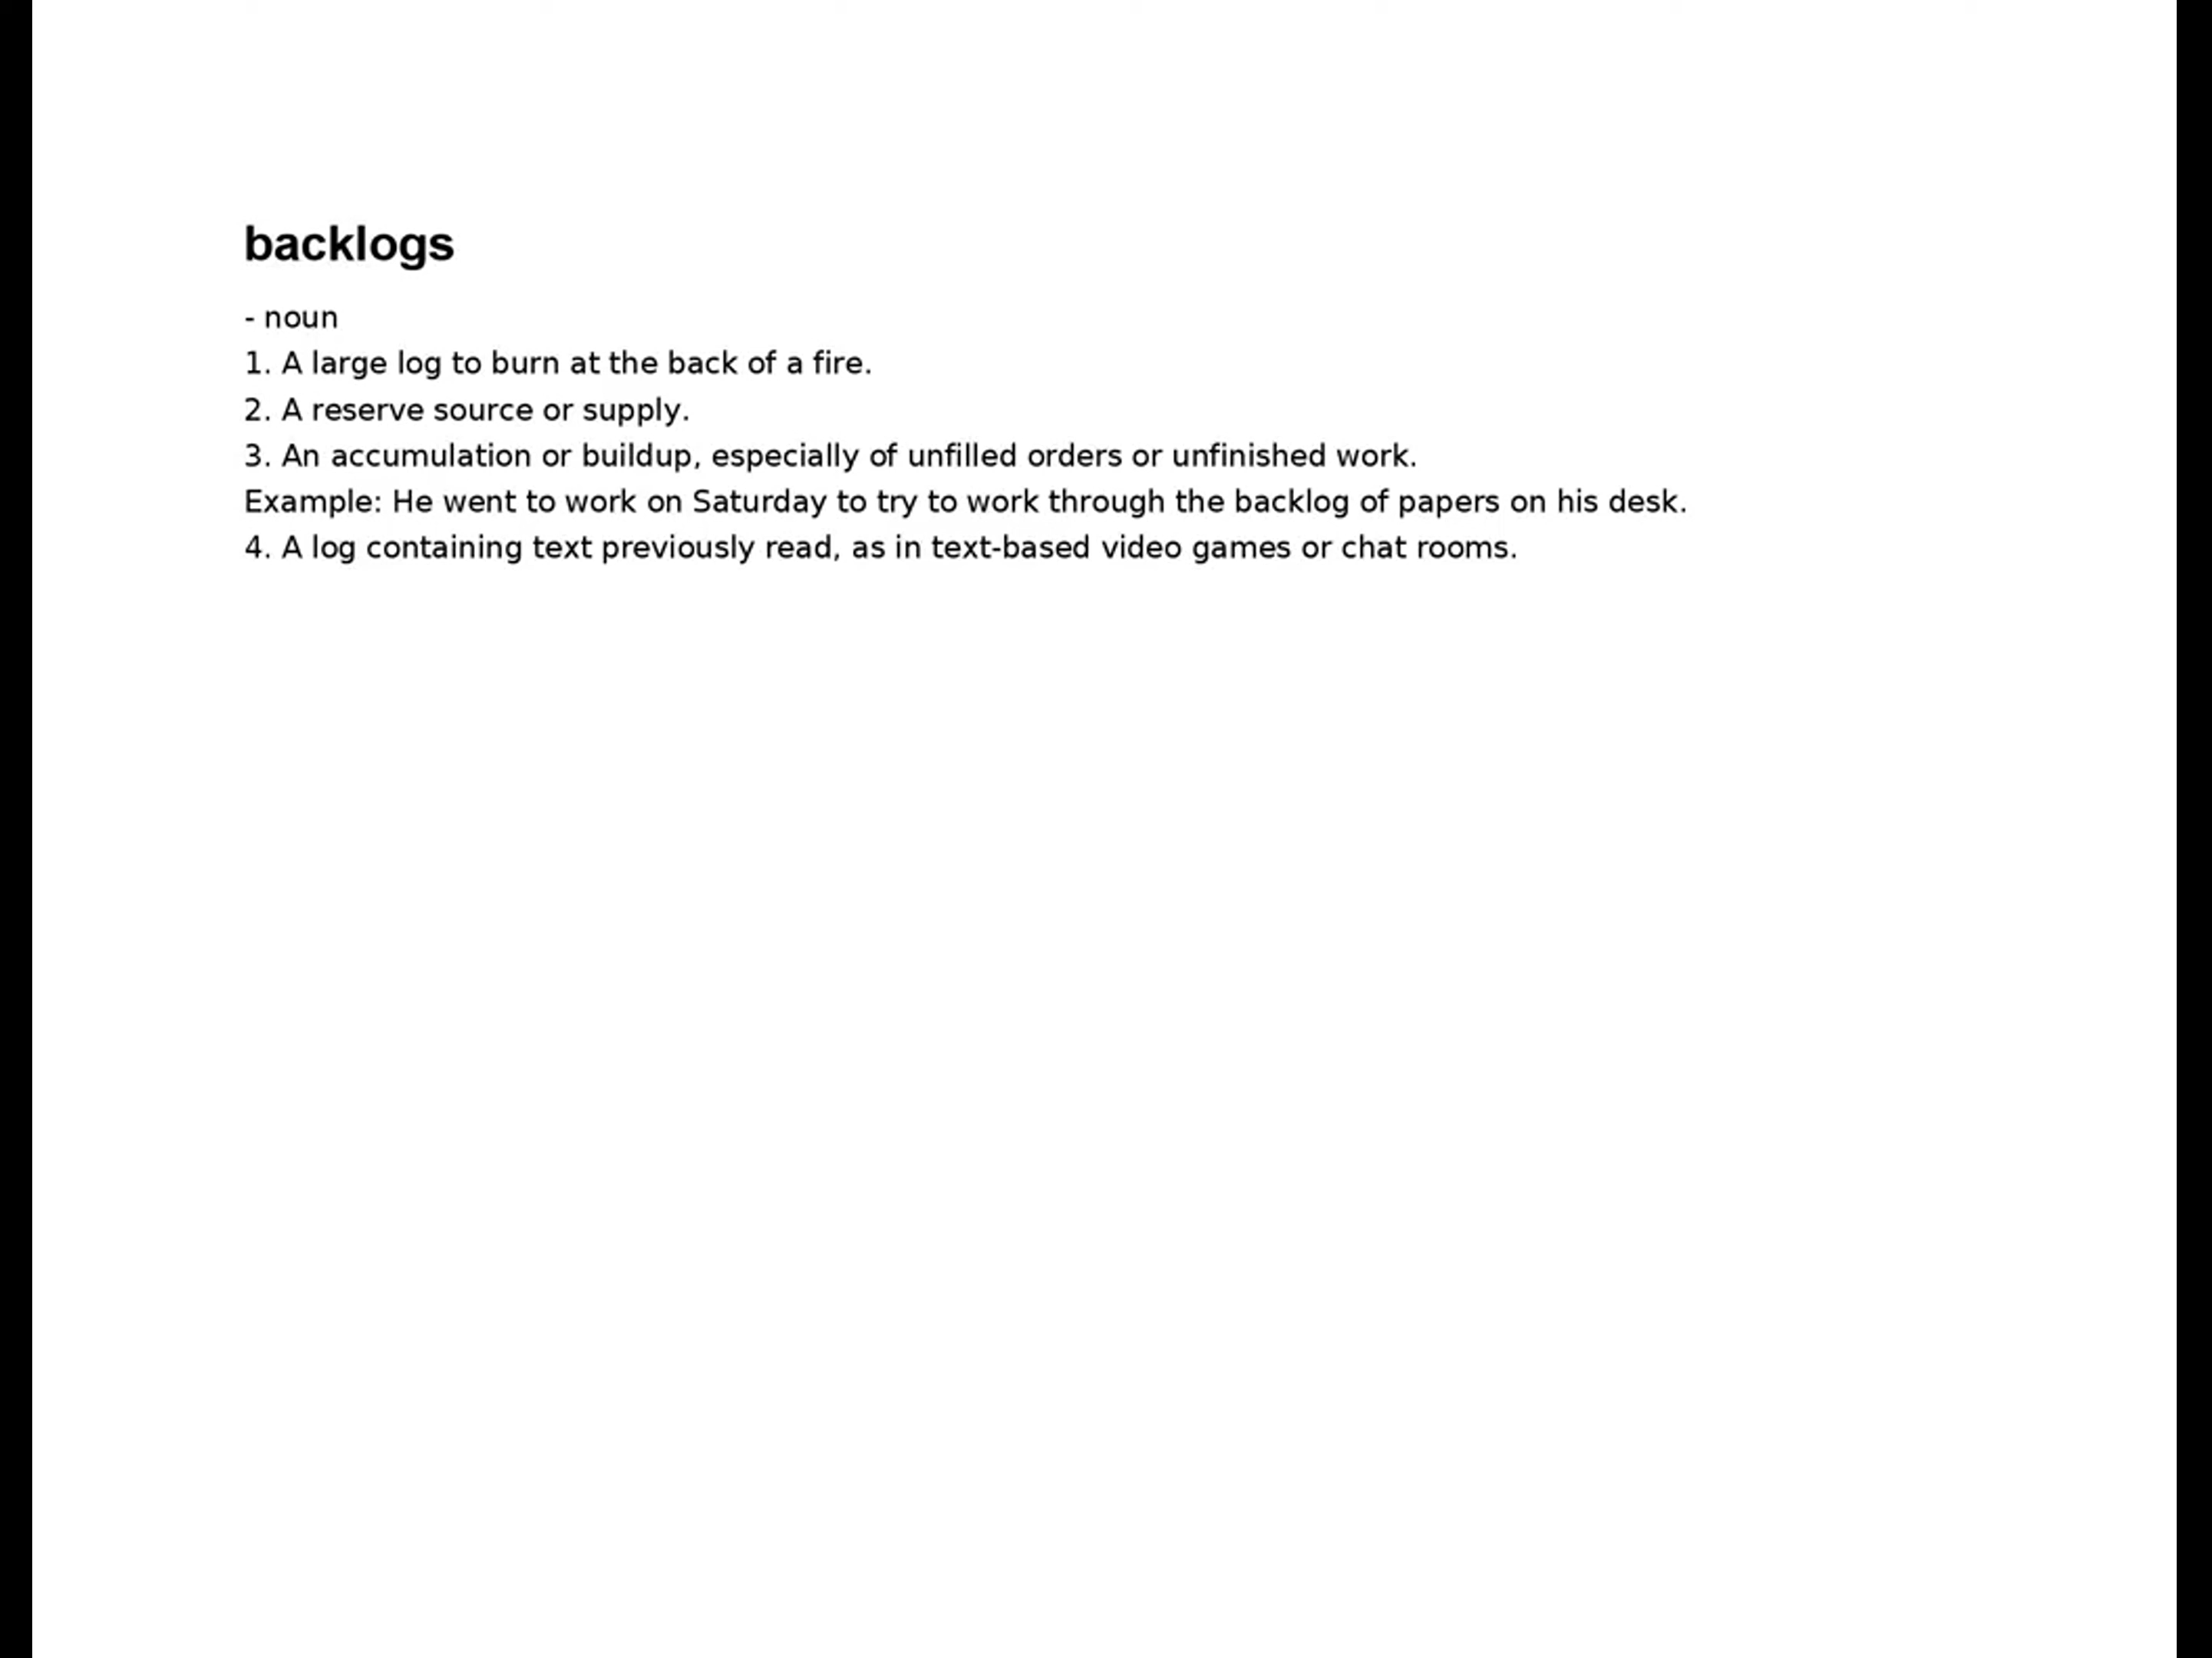 backlogs
- noun
1. A large log to burn at the back of a fire.
2. A reserve source or supply.
3. An accumulation or buildup, especially of unfilled orders or unfinished work.
Example: He went to work on Saturday to try to work through the backlog of papers on his desk.
4. A log containing text previously read, as in text-based video games or chat rooms.